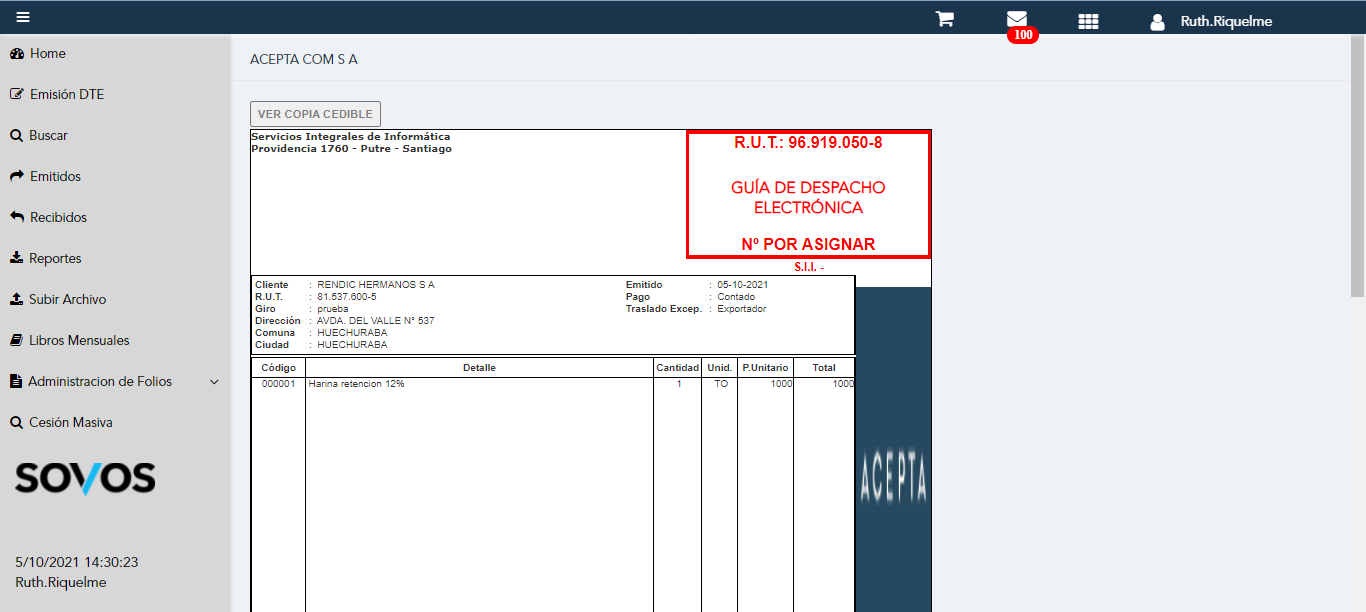 Ruth.Riquelme
100
Home
Emisión DTE
Buscar
Emitidos
Recibidos
Reportes
Subir Archivo
Libros Mensuales
Administracion de Folios
Cesión Masiva
SOVOS
5/10/2021 14:30:23
Ruth.Riquelme
ACEPTA COM S A
VER COPIA CEDIBLE
Servicios Integrales de Informática
Providencia 1760 - Putre - Santiago
R.U.T.: 96.919.050-8
GUÍA DE DESPACHO
ELECTRÓNICA
Nº POR ASIGNAR
S.I.I. -
Cliente : RENDIC HERMANOS S A Emitido : 05-10-2021
R.U.T. : 81.537.600-5 Pago : Contado
Giro : prueba Traslado Excep. : Exportador
Dirección : AVDA. DEL VALLE N° 537
Comuna : HUECHURABA
Ciudad : HUECHURABA
Código Detalle Cantidad Unid. P.Unitario Total
000001 Harina retencion 12% 1 TO 1000 1000
ACEPTA